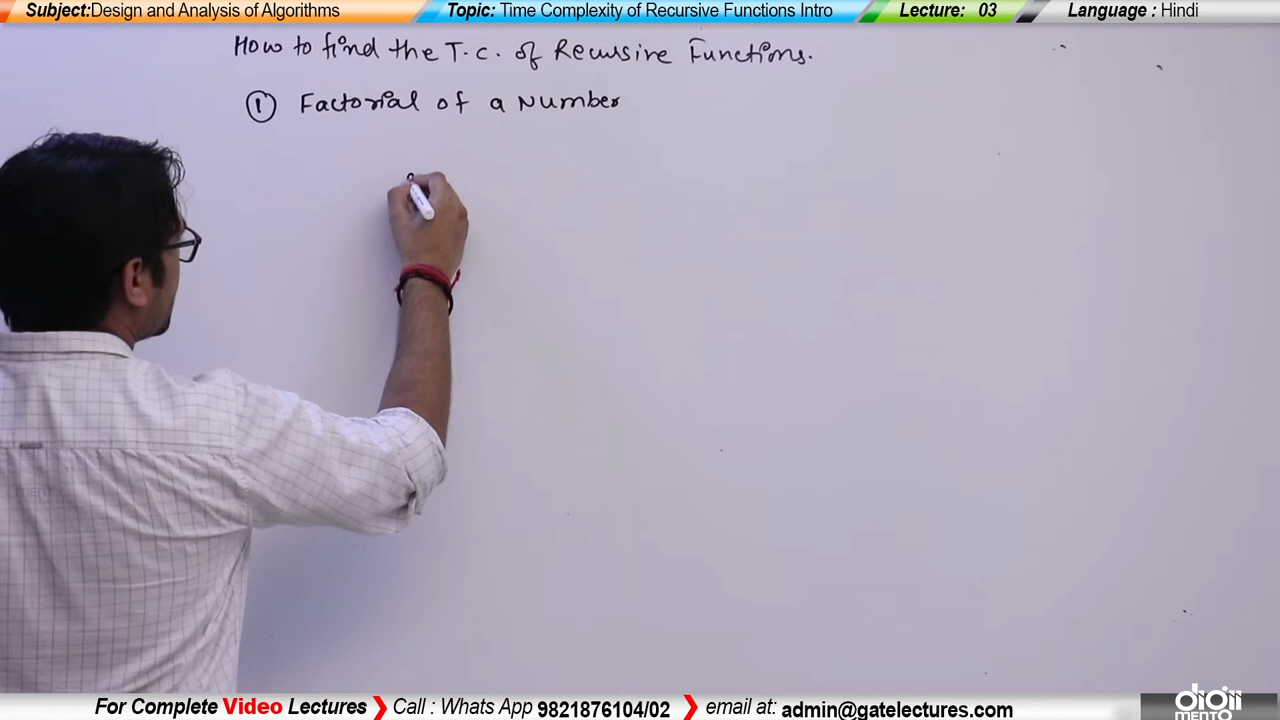 Subject:Design and Analysis of Algorithms
Topic: Time Complexity of Recursive Functions Intro
Lecture: 03
Language : Hindi
How to find the T.C. of Recursive Functions.
① Factorial of a Number
For Complete Video Lectures ❯ Call : Whats App 9821876104/02 ❯ email at: admin@gatelectures.com